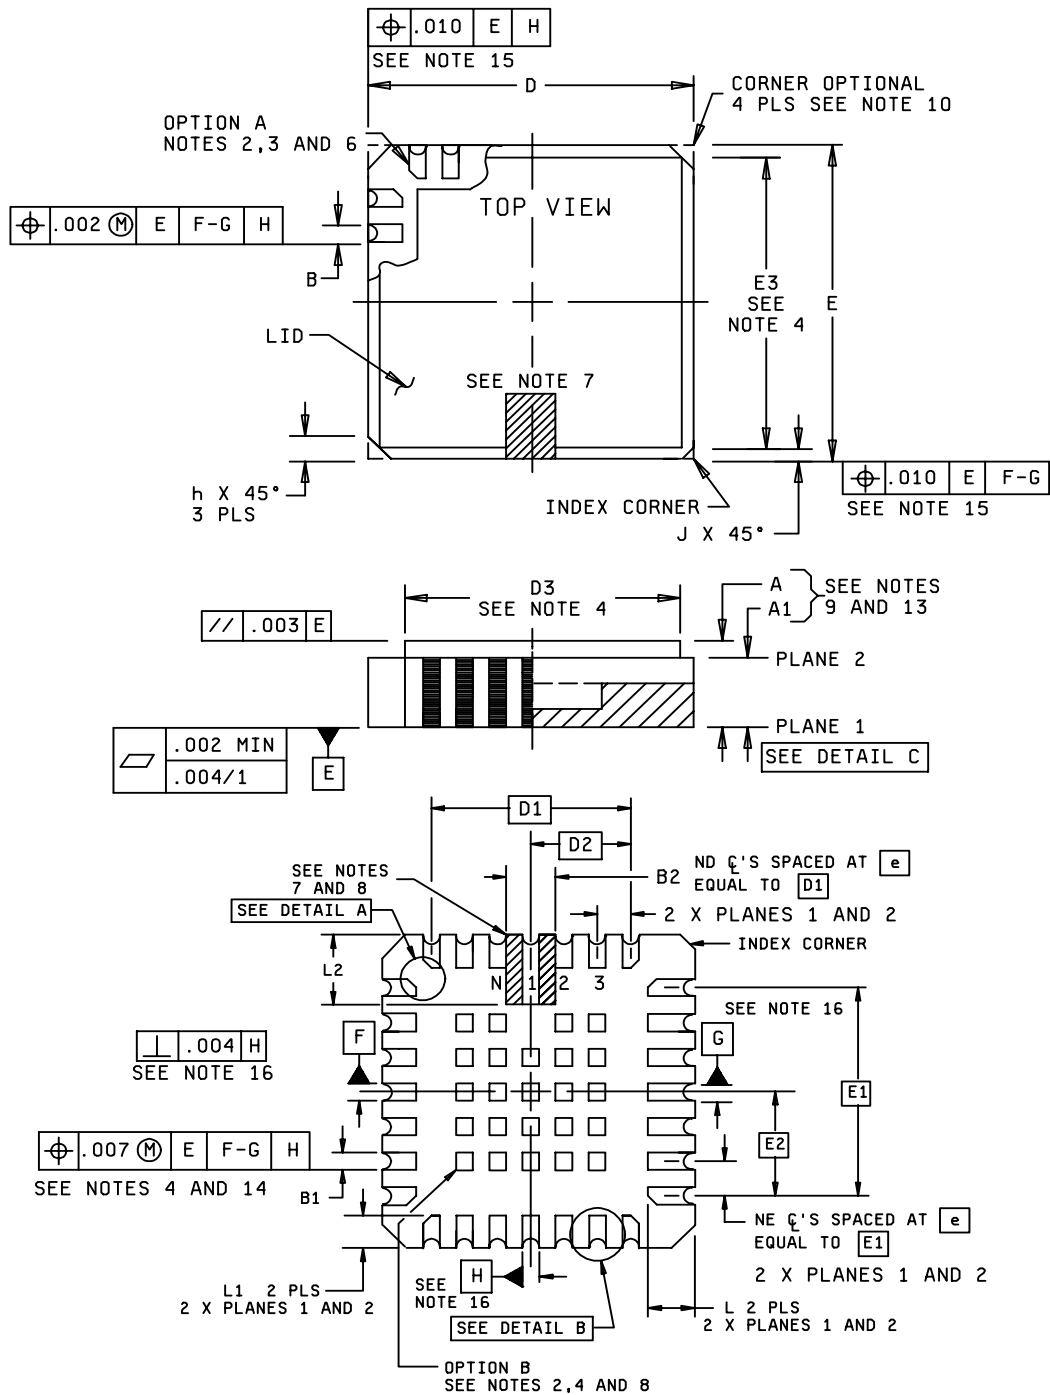 ⌖ .010 E H
SEE NOTE 15
D
CORNER OPTIONAL
4 PLS SEE NOTE 10
OPTION A
NOTES 2,3 AND 6
TOP VIEW
⌖ .002 Ⓜ E F-G H
B
E3
SEE
NOTE 4
E
LID
SEE NOTE 7
h X 45°
3 PLS
INDEX CORNER
J X 45°
⌖ .010 E F-G
SEE NOTE 15
D3
SEE NOTE 4
A
A1
SEE NOTES
9 AND 13
// .003 E
PLANE 2
PLANE 1
SEE DETAIL C
⏥ .002 MIN
.004/1
E
D1
D2
SEE NOTES
7 AND 8
SEE DETAIL A
B2
ND ℄'S SPACED AT e
EQUAL TO D1
2 X PLANES 1 AND 2
INDEX CORNER
L2
N 1 2 3
SEE NOTE 16
F
G
⊥ .004 H
SEE NOTE 16
E1
E2
⌖ .007 Ⓜ E F-G H
SEE NOTES 4 AND 14
B1
NE ℄'S SPACED AT e
EQUAL TO E1
2 X PLANES 1 AND 2
L1 2 PLS
2 X PLANES 1 AND 2
SEE
NOTE 16
H
SEE DETAIL B
L 2 PLS
2 X PLANES 1 AND 2
OPTION B
SEE NOTES 2,4 AND 8